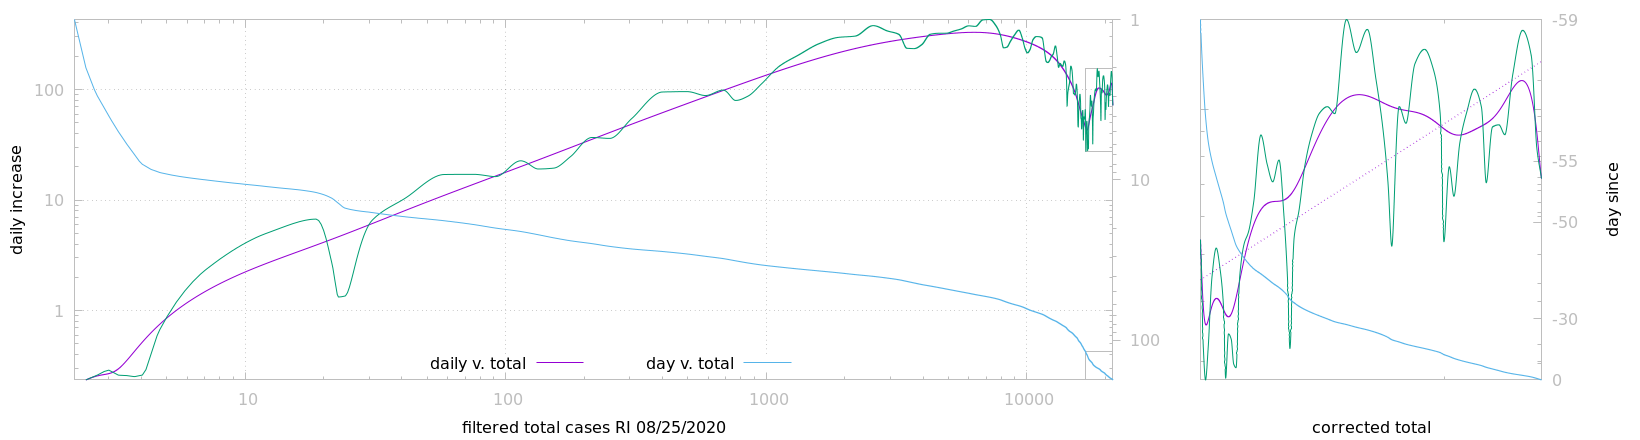 100
10
1
daily increase
10
100
1000
10000
filtered total cases RI 08/25/2020
daily v. total
day v. total
1
10
100
-59
-55
-50
-30
0
day since
corrected total